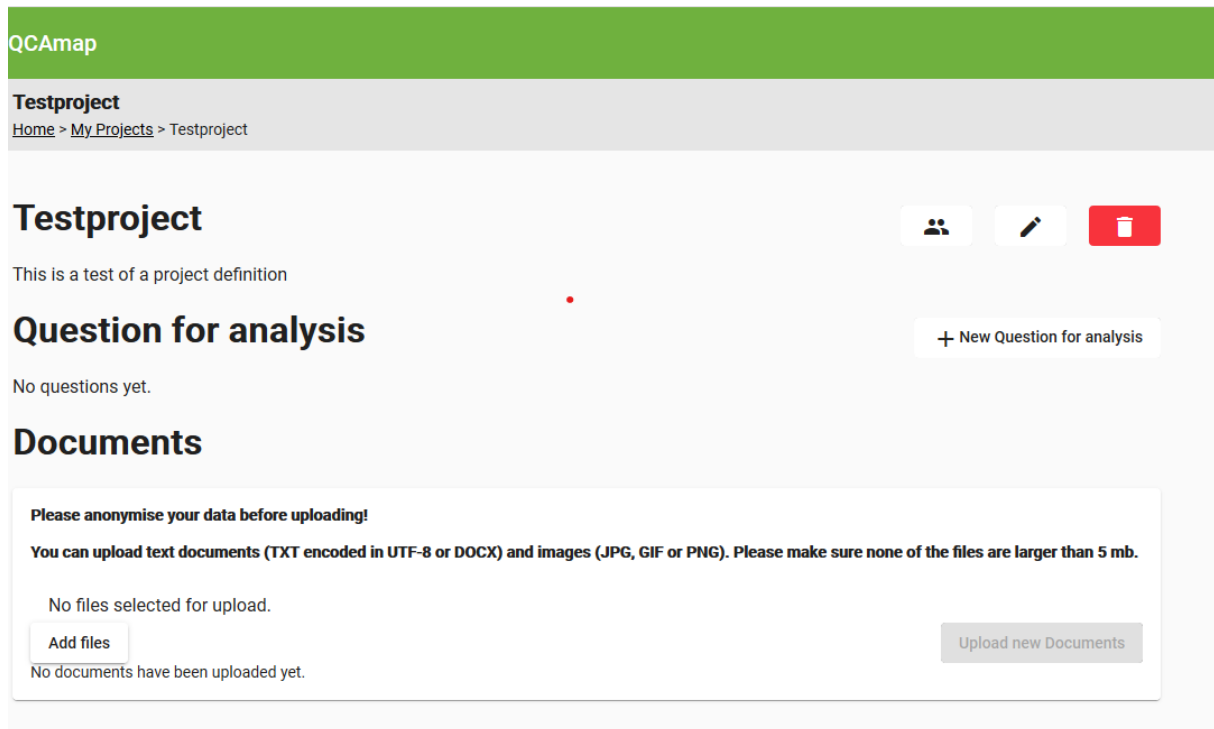 QCAmap
Testproject
Home > My Projects > Testproject
Testproject
This is a test of a project definition
Question for analysis
+ New Question for analysis
No questions yet.
Documents
Please anonymise your data before uploading!
You can upload text documents (TXT encoded in UTF-8 or DOCX) and images (JPG, GIF or PNG). Please make sure none of the files are larger than 5 mb.
No files selected for upload.
Add files
Upload new Documents
No documents have been uploaded yet.